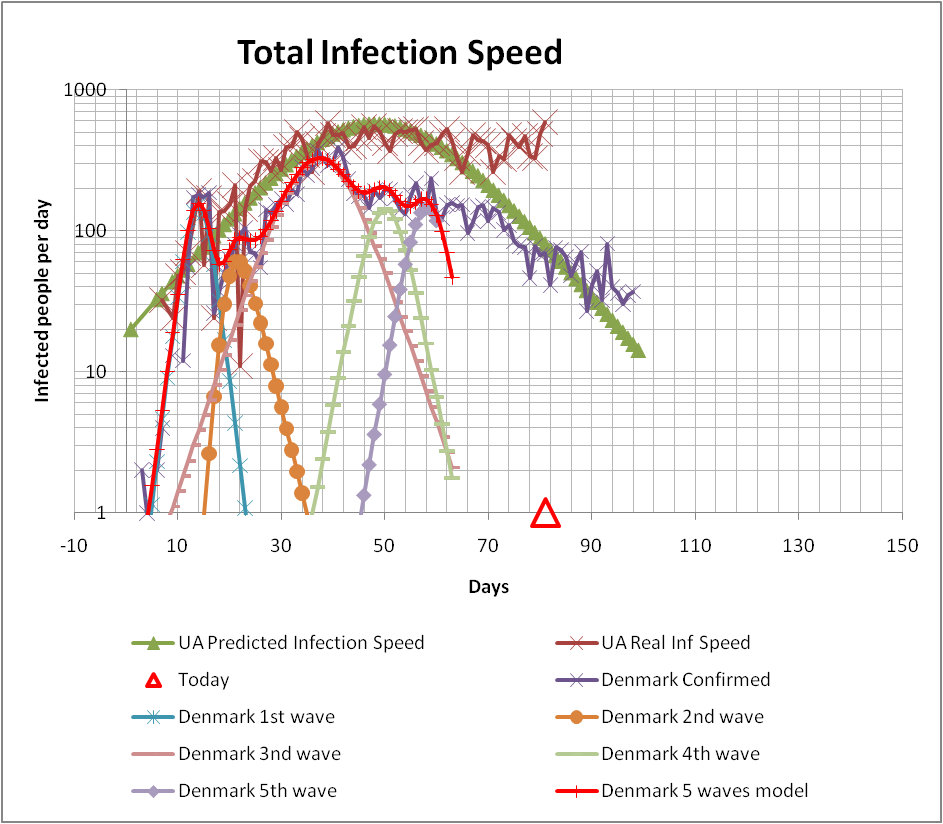 Total Infection Speed
1000
100
10
1
-10 10 30 50 70 90 110 130 150
Infected people per day
Days
UA Predicted Infection Speed
UA Real Inf Speed
Today
Denmark Confirmed
Denmark 1st wave
Denmark 2nd wave
Denmark 3nd wave
Denmark 4th wave
Denmark 5th wave
Denmark 5 waves model